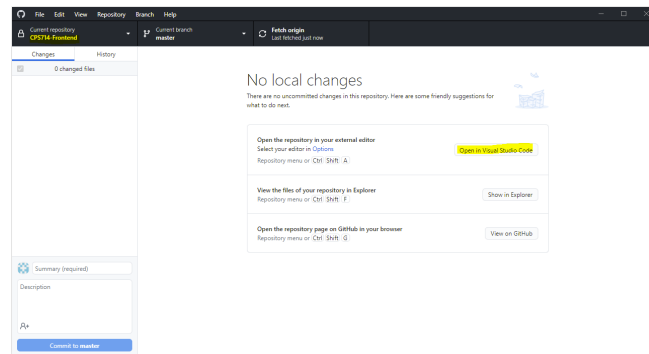 File Edit View Repository Branch Help
Current repository
CPS714-Frontend
Current branch
master
Fetch origin
Last fetched just now
Changes History
0 changed files
No local changes
There are no uncommitted changes in this repository. Here are some friendly suggestions for
what to do next.
Open the repository in your external editor
Select your editor in Options
Repository menu or Ctrl Shift A
Open in Visual Studio Code
View the files of your repository in Explorer
Repository menu or Ctrl Shift F
Show in Explorer
Open the repository page on GitHub in your browser
Repository menu or Ctrl Shift G
View on GitHub
Summary (required)
Description
Commit to master